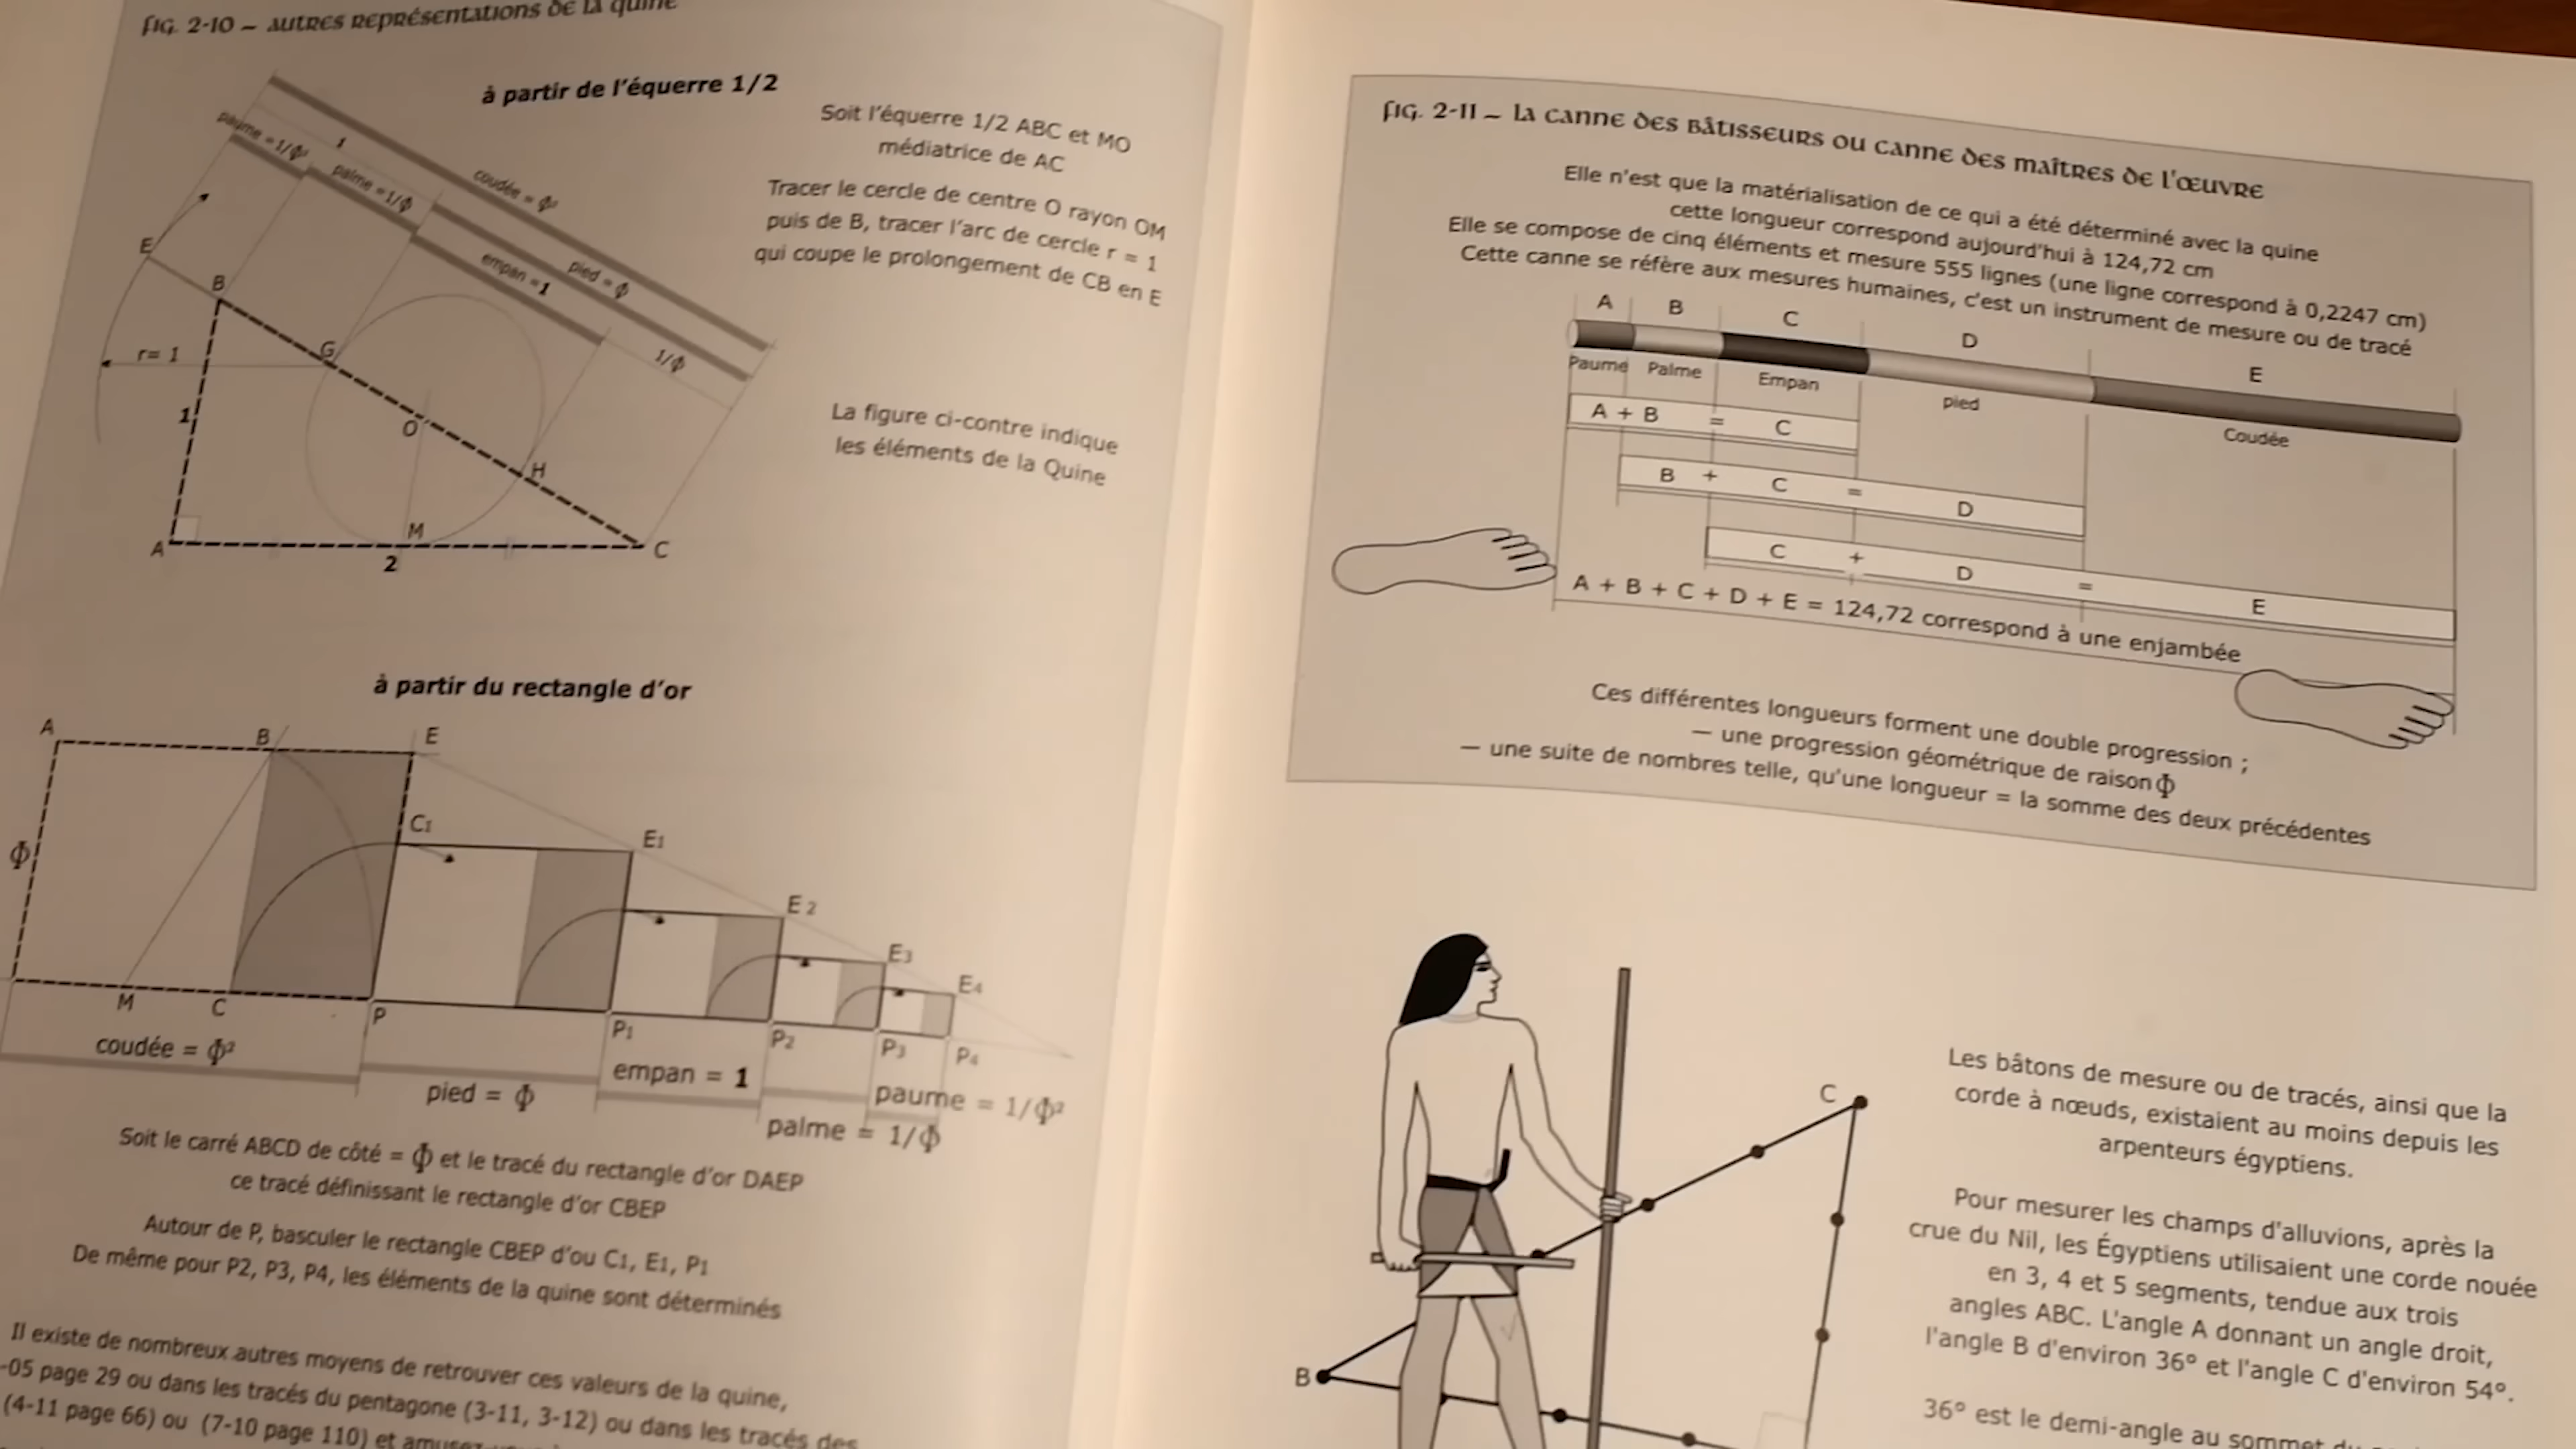 FIG. 2-10 – AUTRES REPRÉSENTATIONS DE LA QUINE
à partir de l'équerre 1/2
Soit l'équerre 1/2 ABC et MO
médiatrice de AC
Tracer le cercle de centre O rayon OM
puis de B, tracer l'arc de cercle r = 1
qui coupe le prolongement de CB en E
paume = 1/ϕ²
1
palme = 1/ϕ
coudée = ϕ²
empan = 1
pied = ϕ
1/ϕ
E
B
G
r= 1
1
O
H
A
M
C
2
La figure ci-contre indique
les éléments de la Quine
à partir du rectangle d'or
A
B
E
ϕ
C1
E1
E2
E3
E4
M
C
P
P1
P2
P3
P4
coudée = ϕ²
pied = ϕ
empan = 1
palme = 1/ϕ
paume = 1/ϕ²
Soit le carré ABCD de côté = ϕ et le tracé du rectangle d'or DAEP
ce tracé définissant le rectangle d'or CBEP
Autour de P, basculer le rectangle CBEP d'ou C1, E1, P1
De même pour P2, P3, P4, les éléments de la quine sont déterminés
Il existe de nombreux autres moyens de retrouver ces valeurs de la quine,
-05 page 29 ou dans les tracés du pentagone (3-11, 3-12) ou dans les tracés des
(4-11 page 66) ou (7-10 page 110) et
FIG. 2-11 – LA CANNE DES BÂTISSEURS OU CANNE DES MAÎTRES DE L'ŒUVRE
Elle n'est que la matérialisation de ce qui a été déterminé avec la quine
cette longueur correspond aujourd'hui à 124,72 cm
Elle se compose de cinq éléments et mesure 555 lignes (une ligne correspond à 0,2247 cm)
Cette canne se réfère aux mesures humaines, c'est un instrument de mesure ou de tracé
A B C D E
Paume Palme Empan pied Coudée
A + B = C
B + C = D
C + D = E
A + B + C + D + E = 124,72 correspond à une enjambée
Ces différentes longueurs forment une double progression ;
— une progression géométrique de raison ϕ
— une suite de nombres telle, qu'une longueur = la somme des deux précédentes
C
B
Les bâtons de mesure ou de tracés, ainsi que la
corde à nœuds, existaient au moins depuis les
arpenteurs égyptiens.
Pour mesurer les champs d'alluvions, après la
crue du Nil, les Égyptiens utilisaient une corde nouée
en 3, 4 et 5 segments, tendue aux trois
angles ABC. L'angle A donnant un angle droit,
l'angle B d'environ 36° et l'angle C d'environ 54°.
36° est le demi-angle au sommet